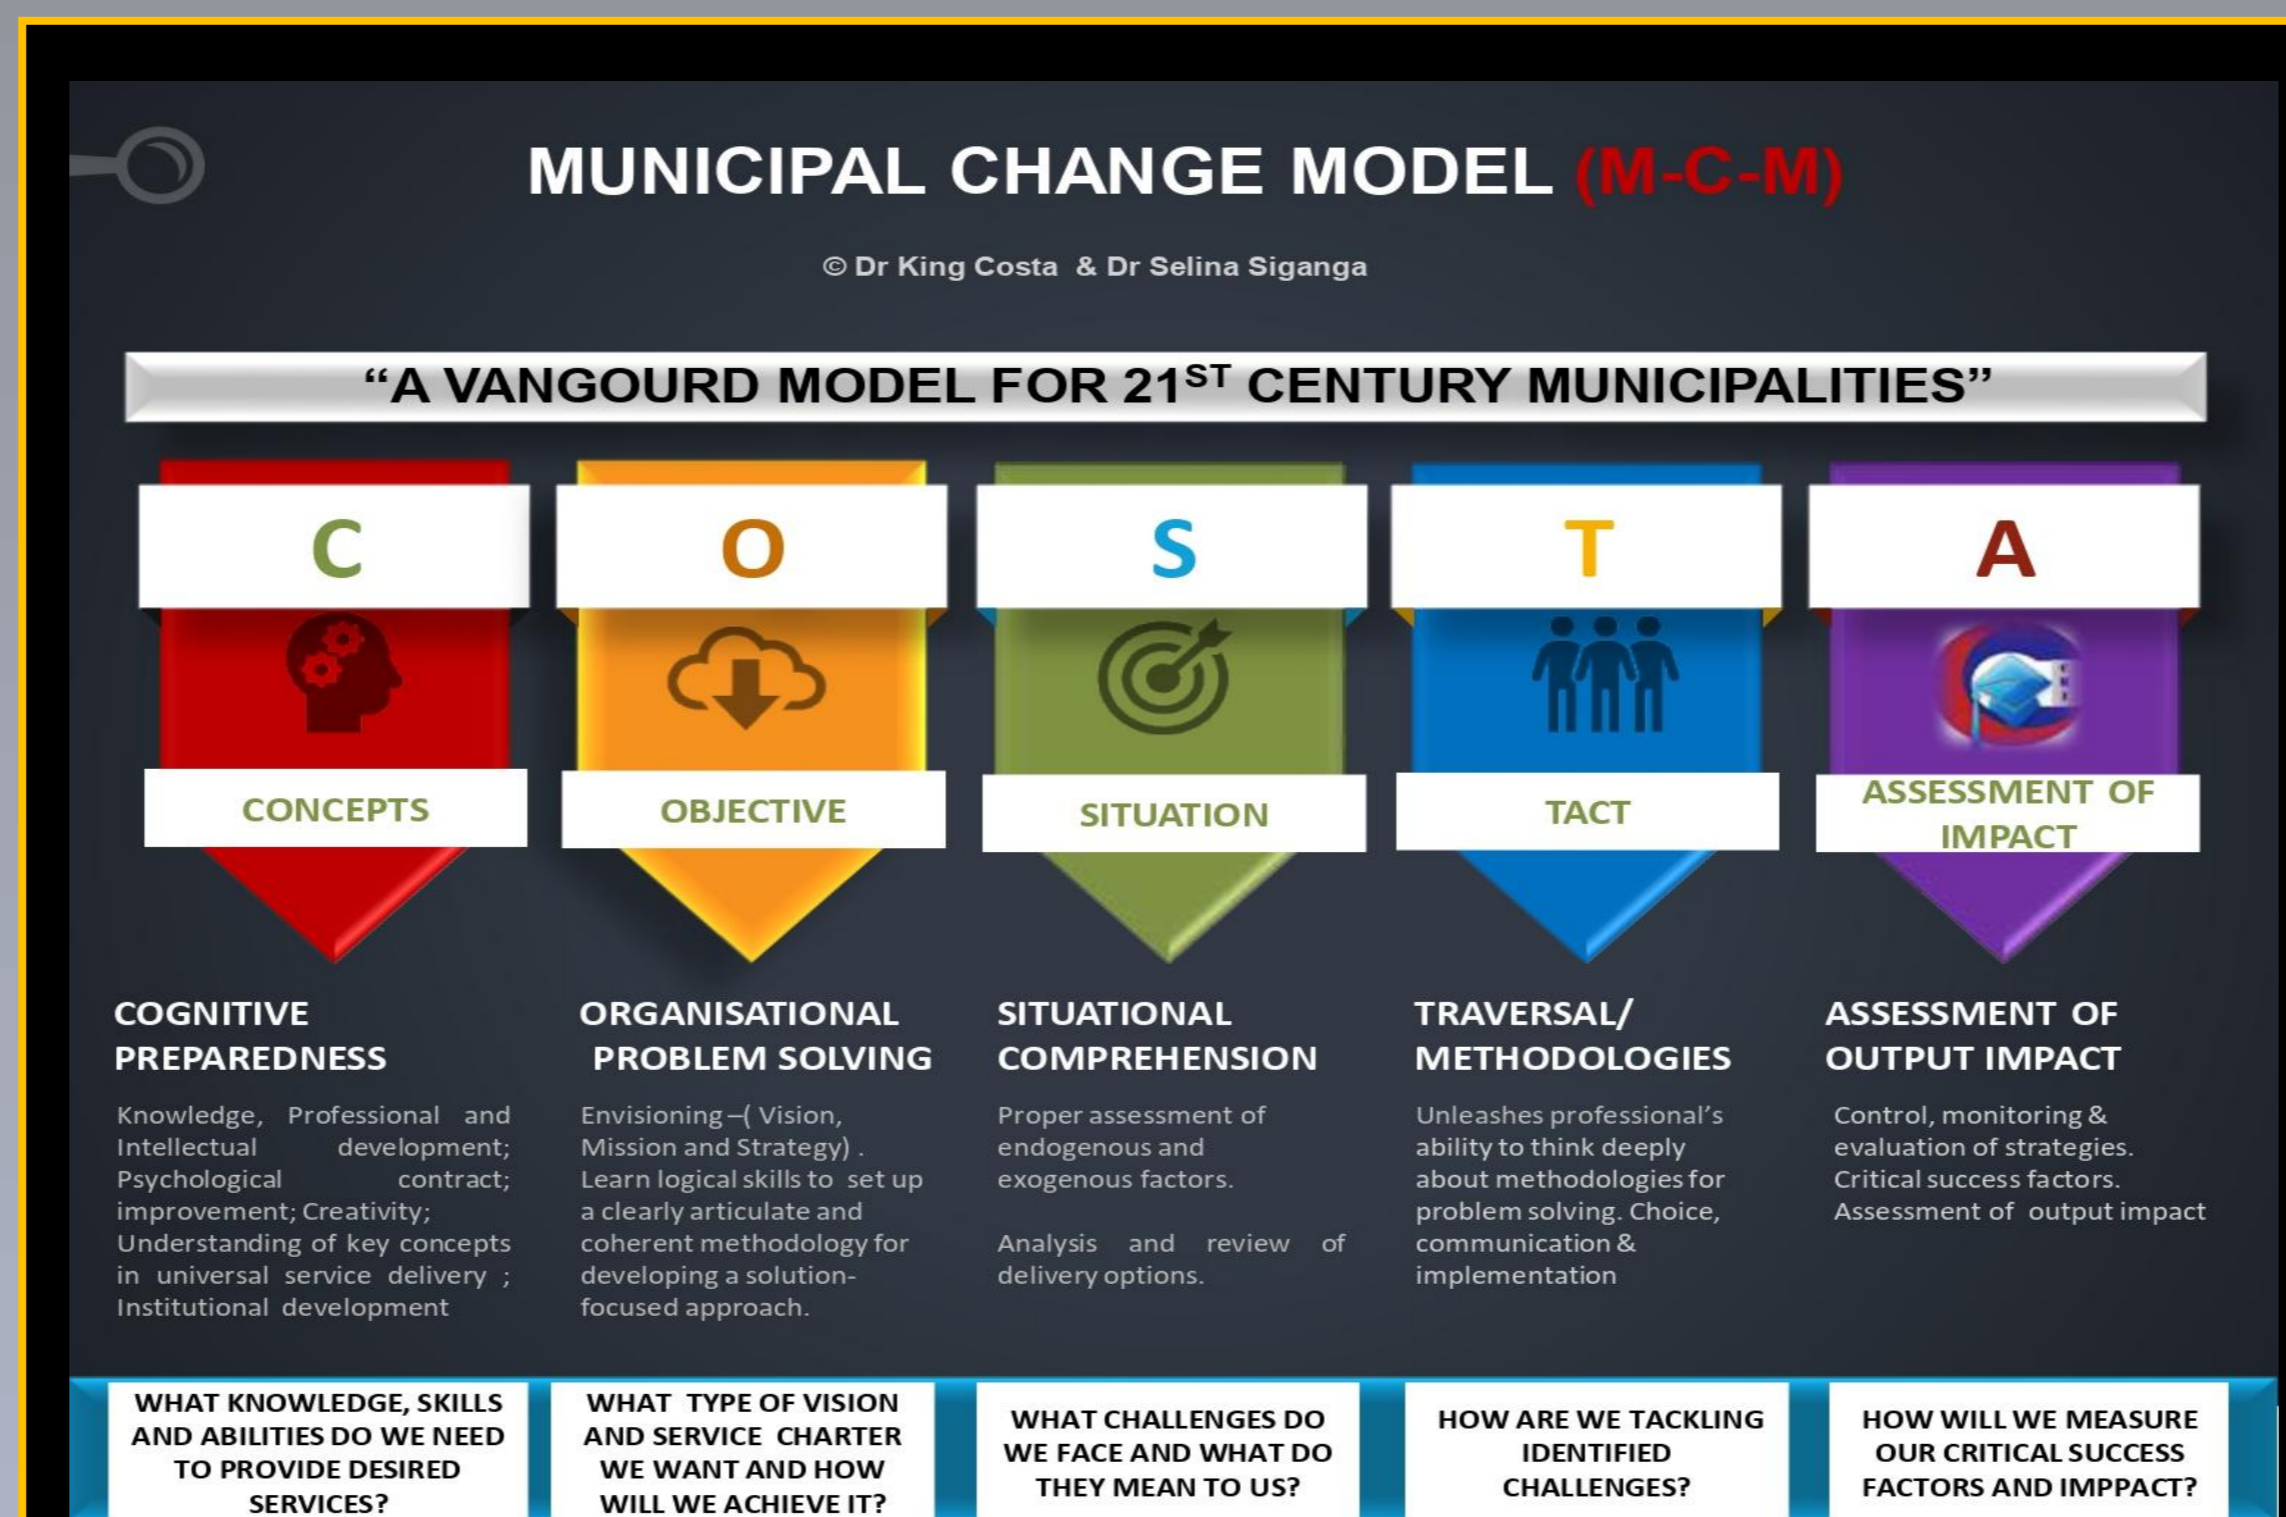 MUNICIPAL CHANGE MODEL (M-C-M)
© Dr King Costa & Dr Selina Siganga
“A VANGOURD MODEL FOR 21ST CENTURY MUNICIPALITIES”
C
O
S
T
A
CONCEPTS
OBJECTIVE
SITUATION
TACT
ASSESSMENT OF
IMPACT
COGNITIVE
PREPAREDNESS
Knowledge, Professional and
Intellectual development;
Psychological contract;
improvement; Creativity;
Understanding of key concepts
in universal service delivery ;
Institutional development
ORGANISATIONAL
PROBLEM SOLVING
Envisioning –( Vision,
Mission and Strategy) .
Learn logical skills to set up
a clearly articulate and
coherent methodology for
developing a solution-
focused approach.
SITUATIONAL
COMPREHENSION
Proper assessment of
endogenous and
exogenous factors.
Analysis and review of
delivery options.
TRAVERSAL/
METHODOLOGIES
Unleashes professional’s
ability to think deeply
about methodologies for
problem solving. Choice,
communication &
implementation
ASSESSMENT OF
OUTPUT IMPACT
Control, monitoring &
evaluation of strategies.
Critical success factors.
Assessment of output impact
WHAT KNOWLEDGE, SKILLS
AND ABILITIES DO WE NEED
TO PROVIDE DESIRED
SERVICES?
WHAT TYPE OF VISION
AND SERVICE CHARTER
WE WANT AND HOW
WILL WE ACHIEVE IT?
WHAT CHALLENGES DO
WE FACE AND WHAT DO
THEY MEAN TO US?
HOW ARE WE TACKLING
IDENTIFIED
CHALLENGES?
HOW WILL WE MEASURE
OUR CRITICAL SUCCESS
FACTORS AND IMPPACT?